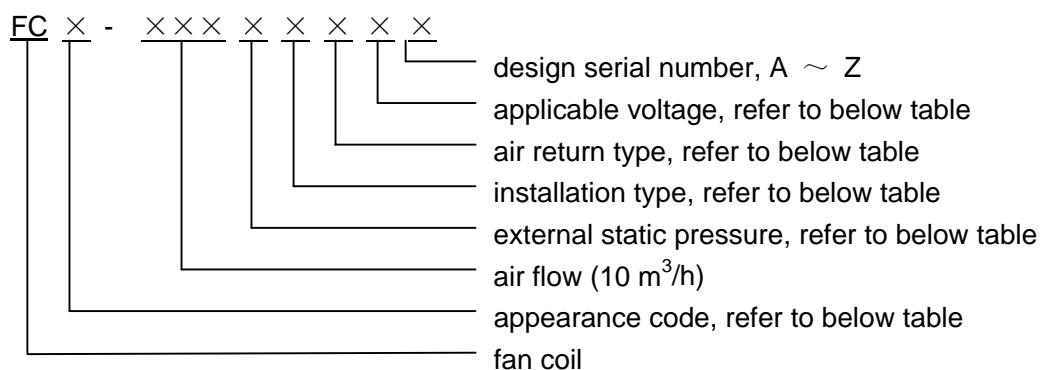 FC × - ××× × × × × ×
design serial number, A ～ Z
applicable voltage, refer to below table
air return type, refer to below table
installation type, refer to below table
external static pressure, refer to below table
air flow (10 m³/h)
appearance code, refer to below table
fan coil